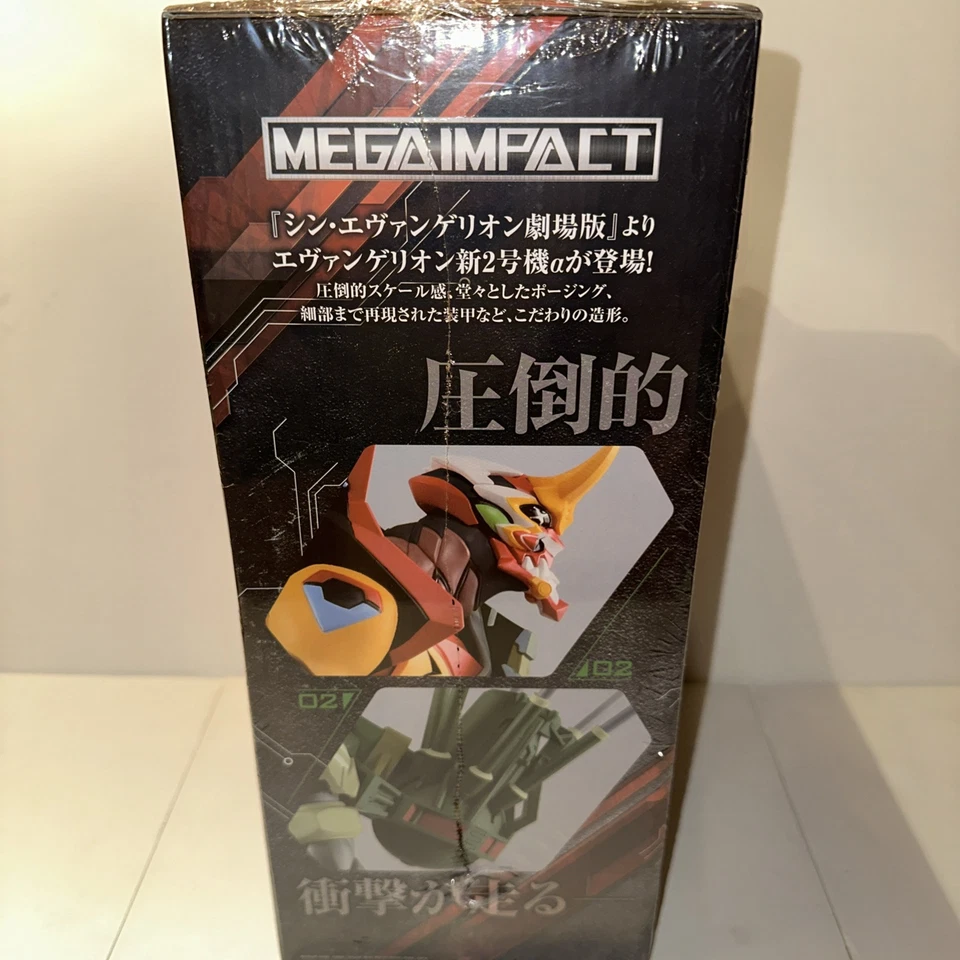 MEGAIMPACT
『シン・エヴァンゲリオン劇場版』より
エヴァンゲリオン新2号機αが登場!
圧倒的スケール感、堂々としたポージング、
細部まで再現された装甲など、こだわりの造形。
圧倒的
02
02
衝撃が走る